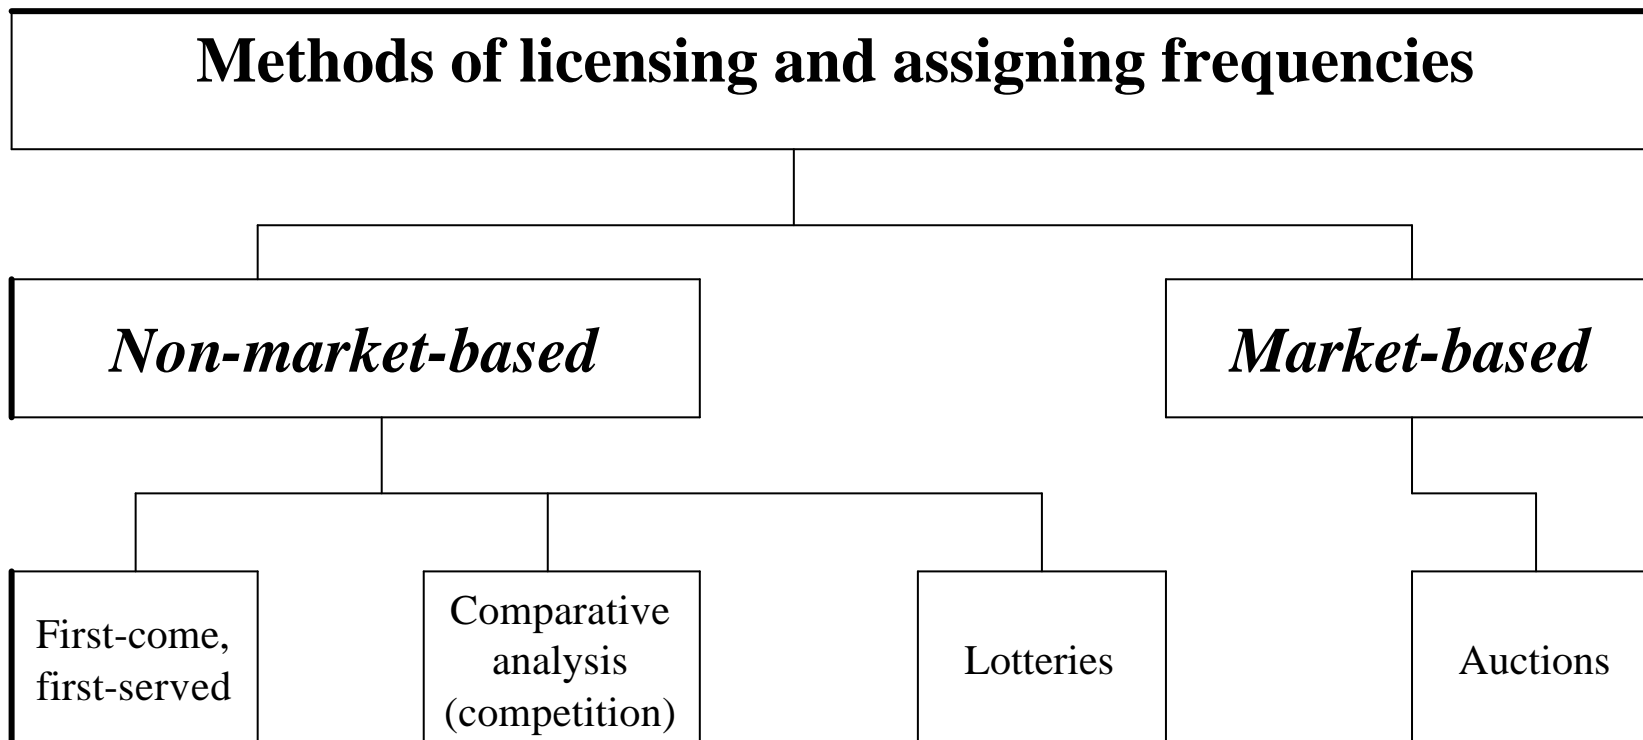 Methods of licensing and assigning frequencies
Non-market-based
Market-based
First-come,
first-served
Comparative
analysis
(competition)
Lotteries
Auctions